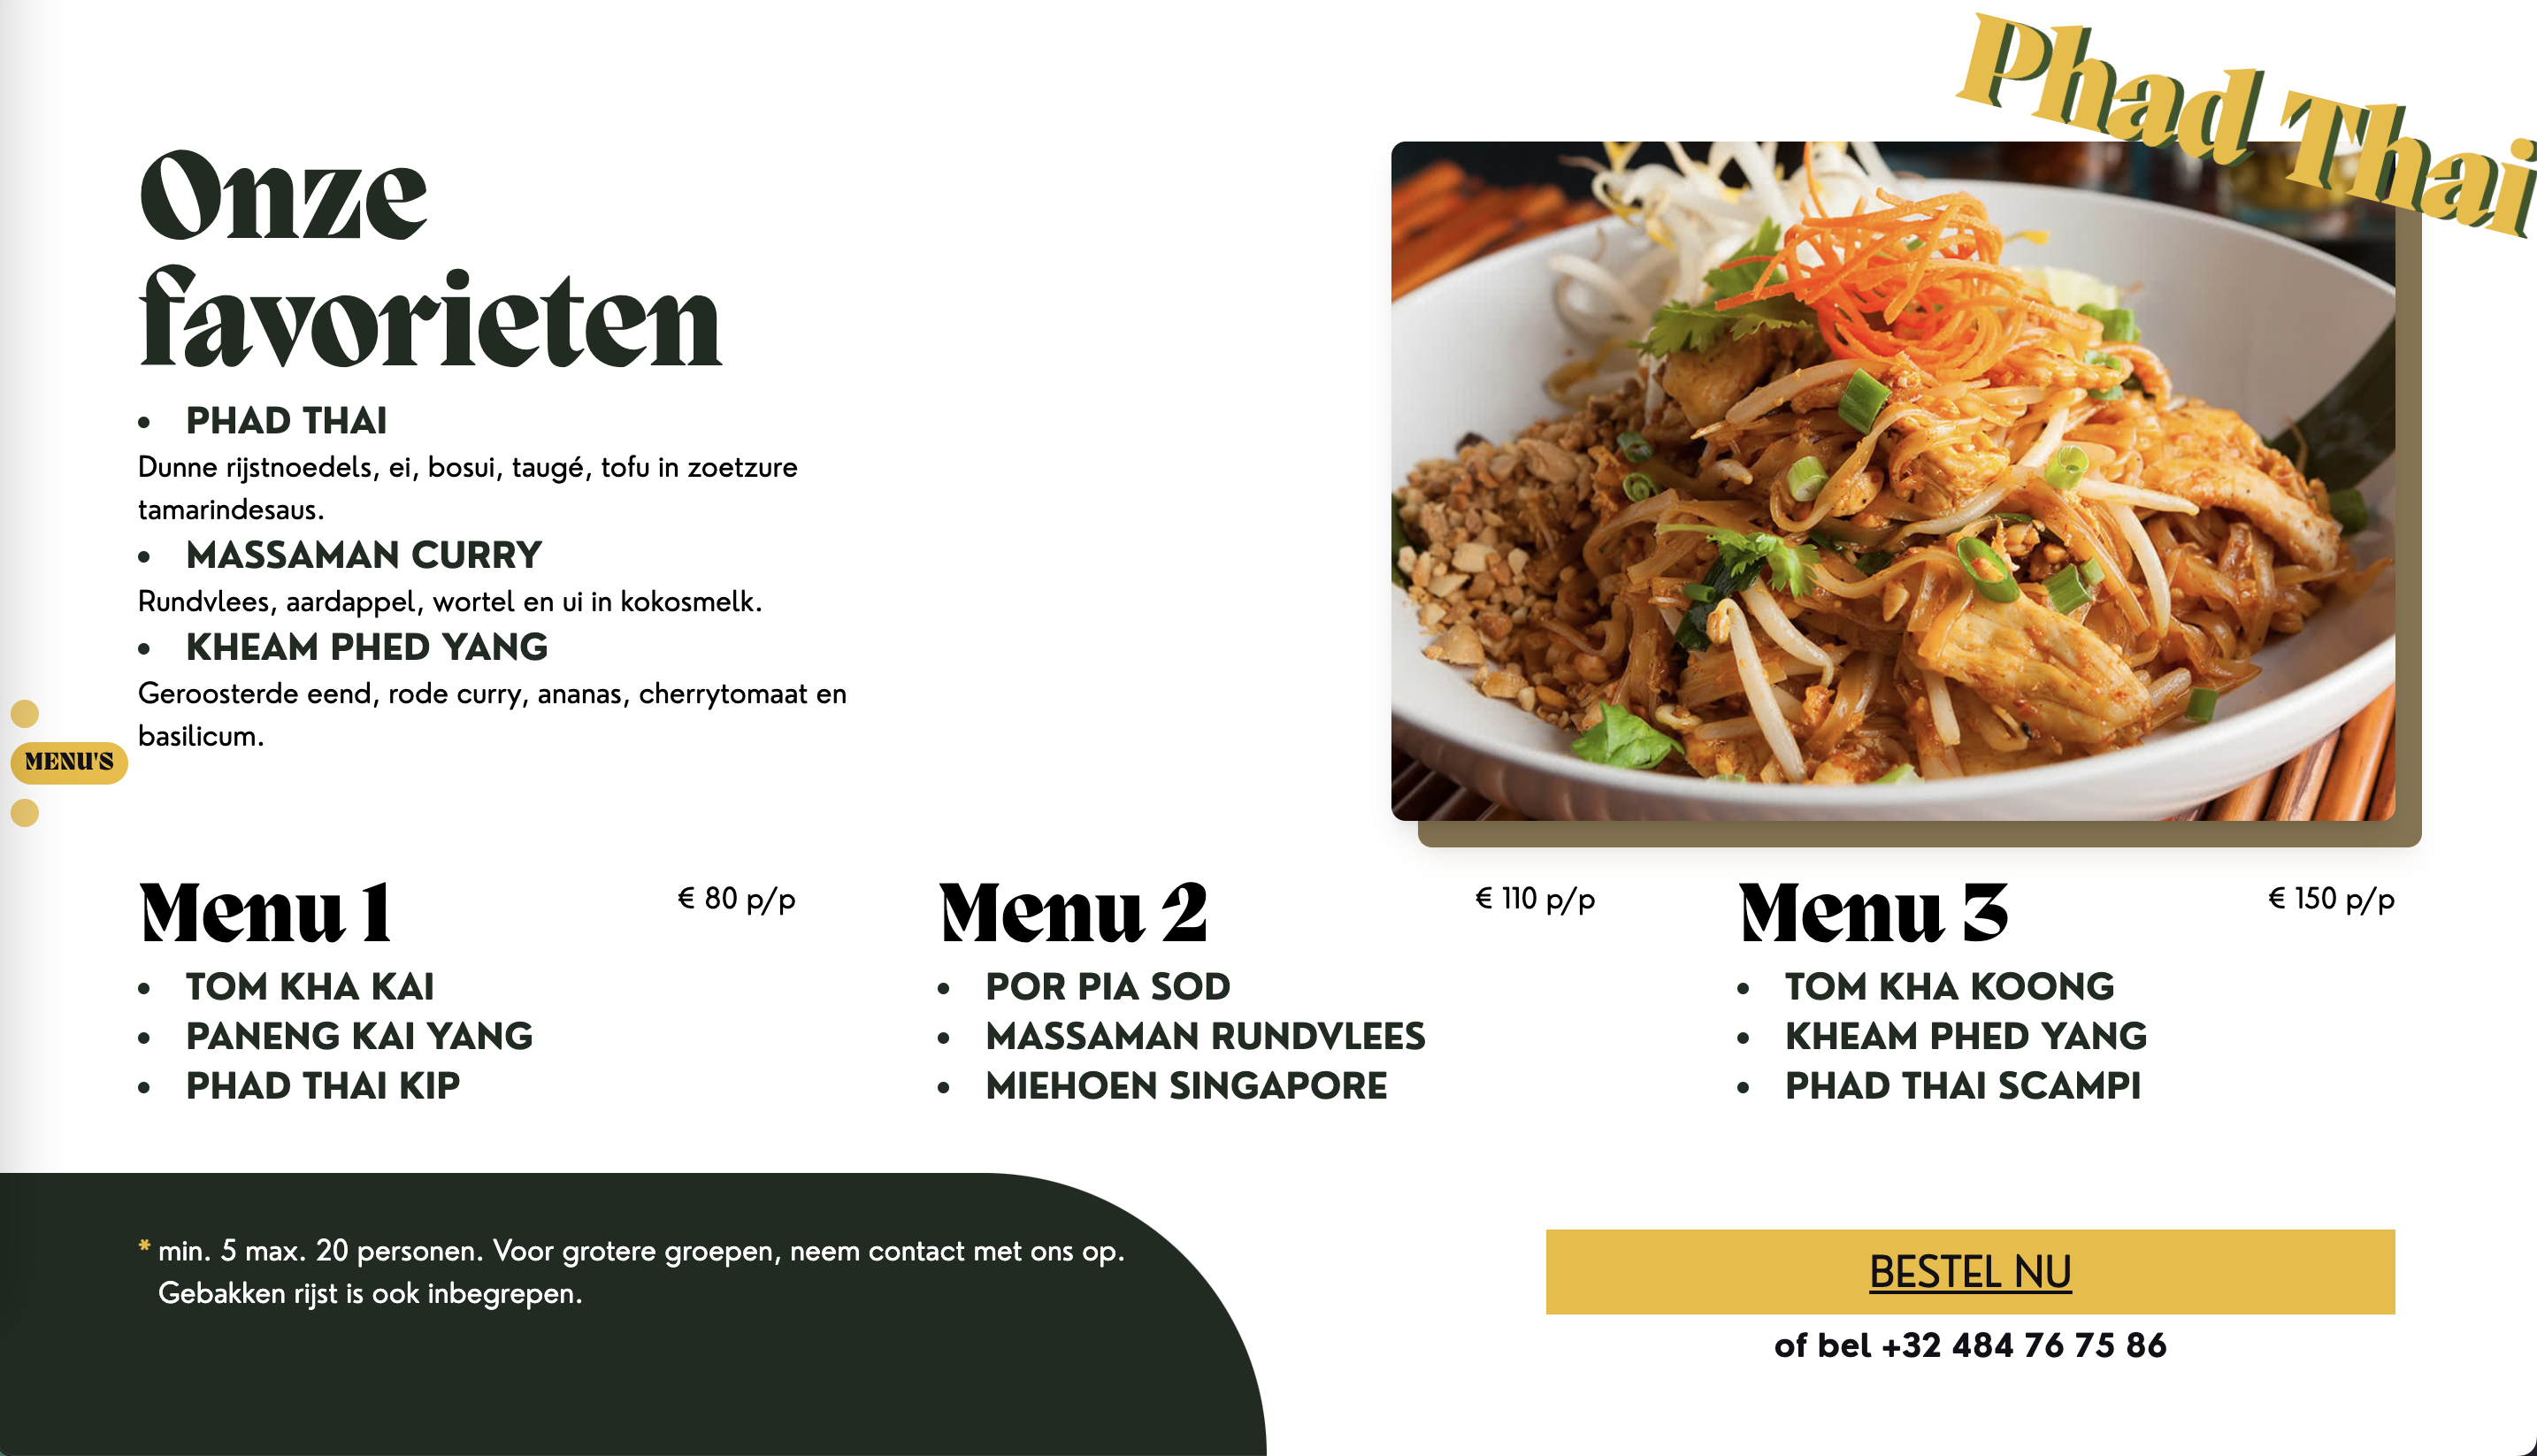 Phad Thai
Onze
favorieten
• PHAD THAI
Dunne rijstnoedels, ei, bosui, taugé, tofu in zoetzure
tamarindesaus.
• MASSAMAN CURRY
Rundvlees, aardappel, wortel en ui in kokosmelk.
• KHEAM PHED YANG
Geroosterde eend, rode curry, ananas, cherrytomaat en
basilicum.
MENU'S
Menu 1
€ 80 p/p
• TOM KHA KAI
• PANENG KAI YANG
• PHAD THAI KIP
Menu 2
€ 110 p/p
• POR PIA SOD
• MASSAMAN RUNDVLEES
• MIEHOEN SINGAPORE
Menu 3
€ 150 p/p
• TOM KHA KOONG
• KHEAM PHED YANG
• PHAD THAI SCAMPI
* min. 5 max. 20 personen. Voor grotere groepen, neem contact met ons op.
Gebakken rijst is ook inbegrepen.
BESTEL NU
of bel +32 484 76 75 86